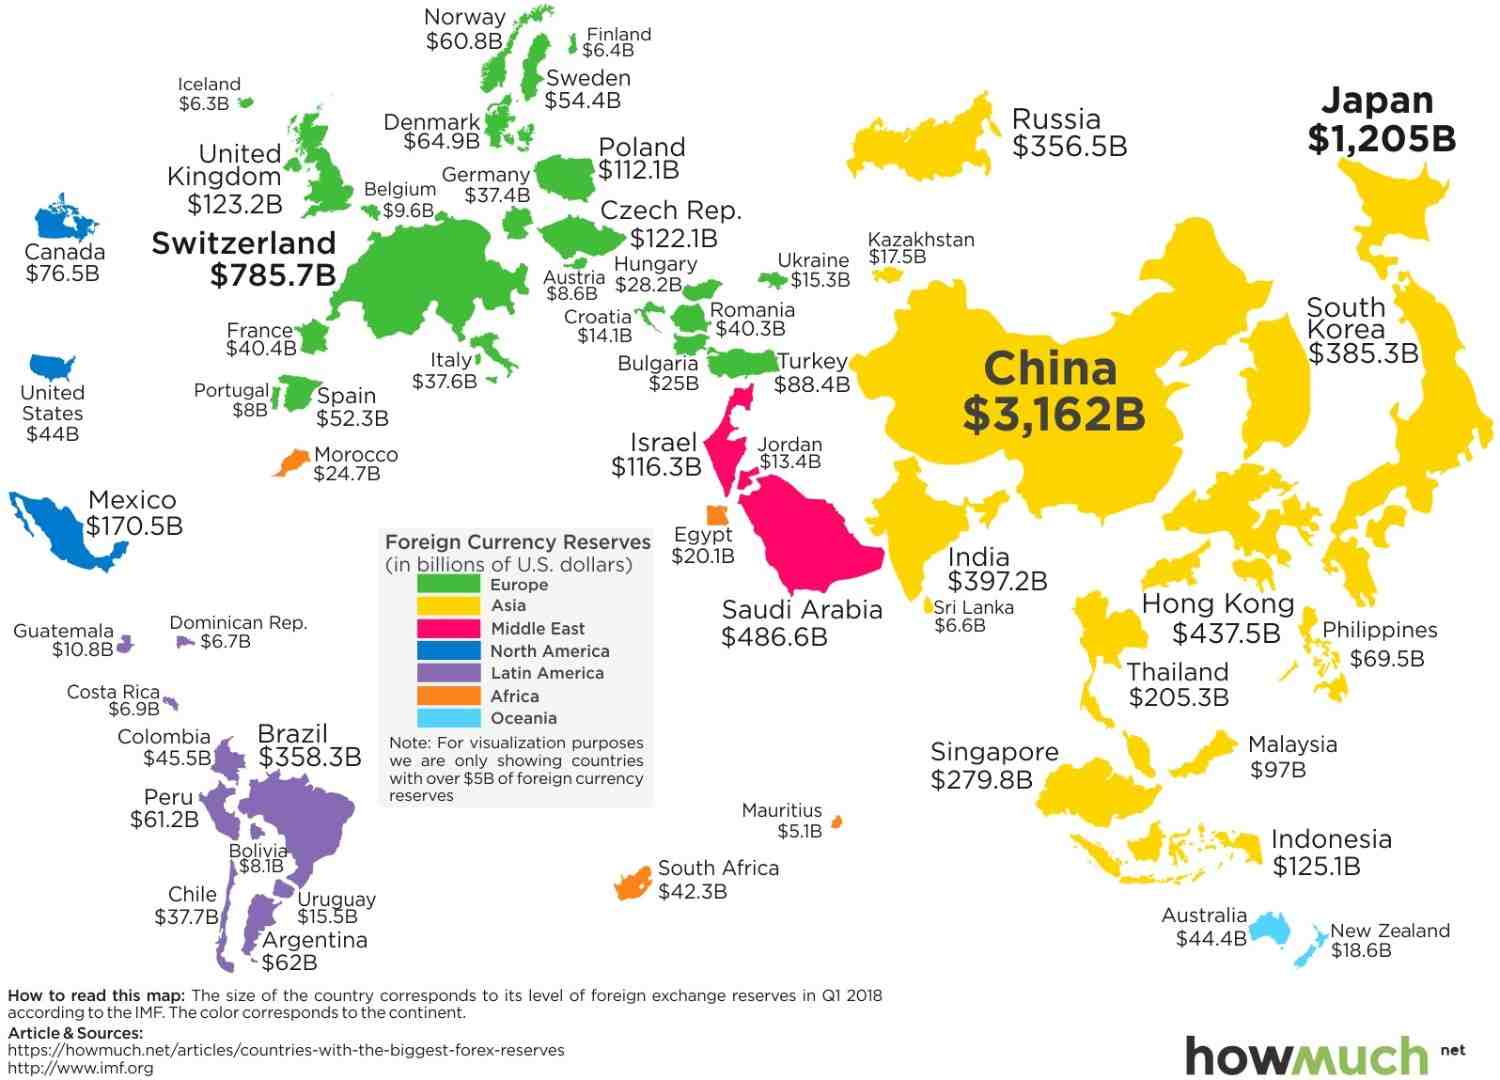 Norway
$60.8B
Finland
$6.4B
Sweden
$54.4B
Iceland
$6.3B
Denmark
$64.9B
United
Kingdom
$123.2B
Poland
$112.1B
Germany
$37.4B
Belgium
$9.6B
Czech Rep.
$122.1B
Switzerland
$785.7B
Austria
$8.6B
Hungary
$28.2B
Ukraine
$15.3B
Croatia
$14.1B
Romania
$40.3B
France
$40.4B
Italy
$37.6B
Bulgaria
$25B
Turkey
$88.4B
Portugal
$8B
Spain
$52.3B
Canada
$76.5B
United
States
$44B
Mexico
$170.5B
Morocco
$24.7B
Israel
$116.3B
Jordan
$13.4B
Egypt
$20.1B
Saudi Arabia
$486.6B
Russia
$356.5B
Kazakhstan
$17.5B
Japan
$1,205B
China
$3,162B
South
Korea
$385.3B
India
$397.2B
Sri Lanka
$6.6B
Hong Kong
$437.5B
Philippines
$69.5B
Thailand
$205.3B
Singapore
$279.8B
Malaysia
$97B
Indonesia
$125.1B
Australia
$44.4B
New Zealand
$18.6B
Guatemala
$10.8B
Dominican Rep.
$6.7B
Costa Rica
$6.9B
Colombia
$45.5B
Brazil
$358.3B
Peru
$61.2B
Bolivia
$8.1B
Chile
$37.7B
Uruguay
$15.5B
Argentina
$62B
Mauritius
$5.1B
South Africa
$42.3B
Foreign Currency Reserves
(in billions of U.S. dollars)
Europe
Asia
Middle East
North America
Latin America
Africa
Oceania
Note: For visualization purposes
we are only showing countries
with over $5B of foreign currency
reserves
How to read this map: The size of the country corresponds to its level of foreign exchange reserves in Q1 2018
according to the IMF. The color corresponds to the continent.
Article & Sources:
https://howmuch.net/articles/countries-with-the-biggest-forex-reserves
http://www.imf.org
howmuch net